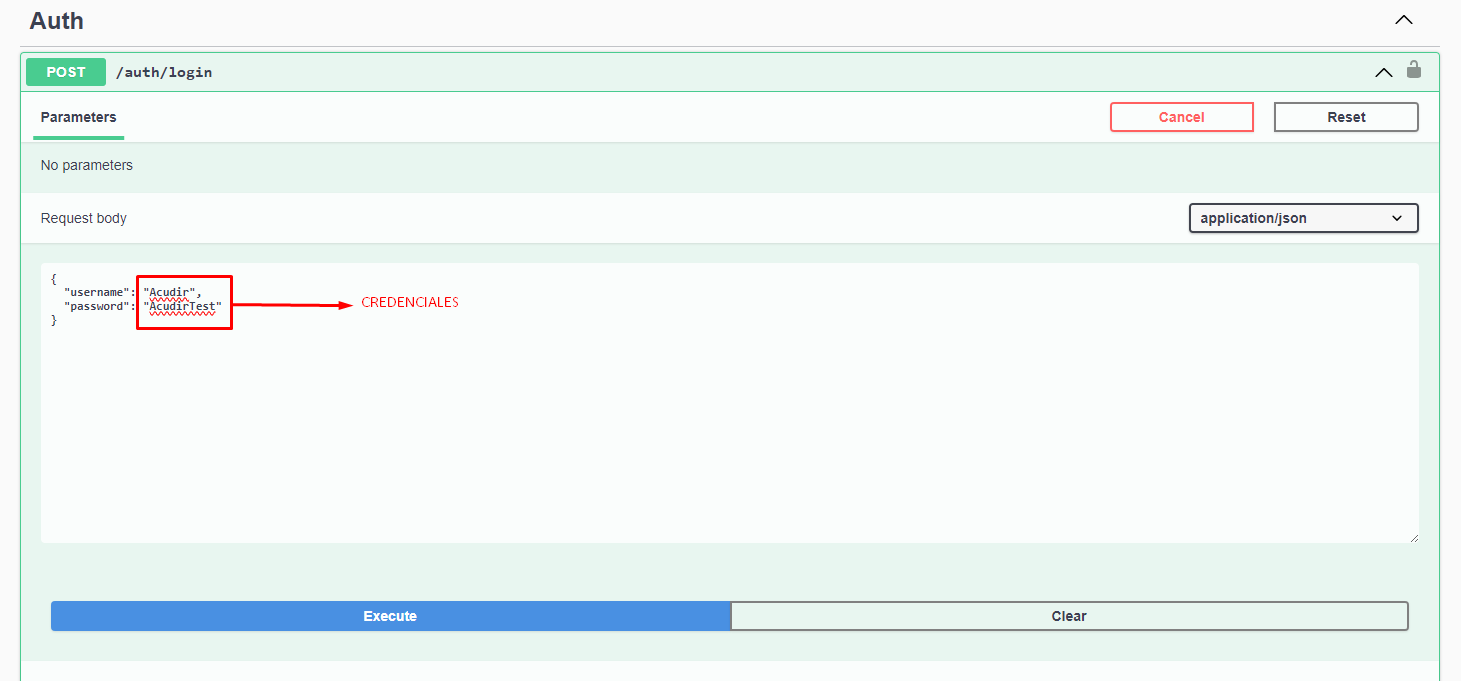 Auth
POST /auth/login
Parameters
Cancel
Reset
No parameters
Request body
application/json
{
"username": "Acudir",
"password": "AcudirTest"
}
CREDENCIALES
Execute
Clear